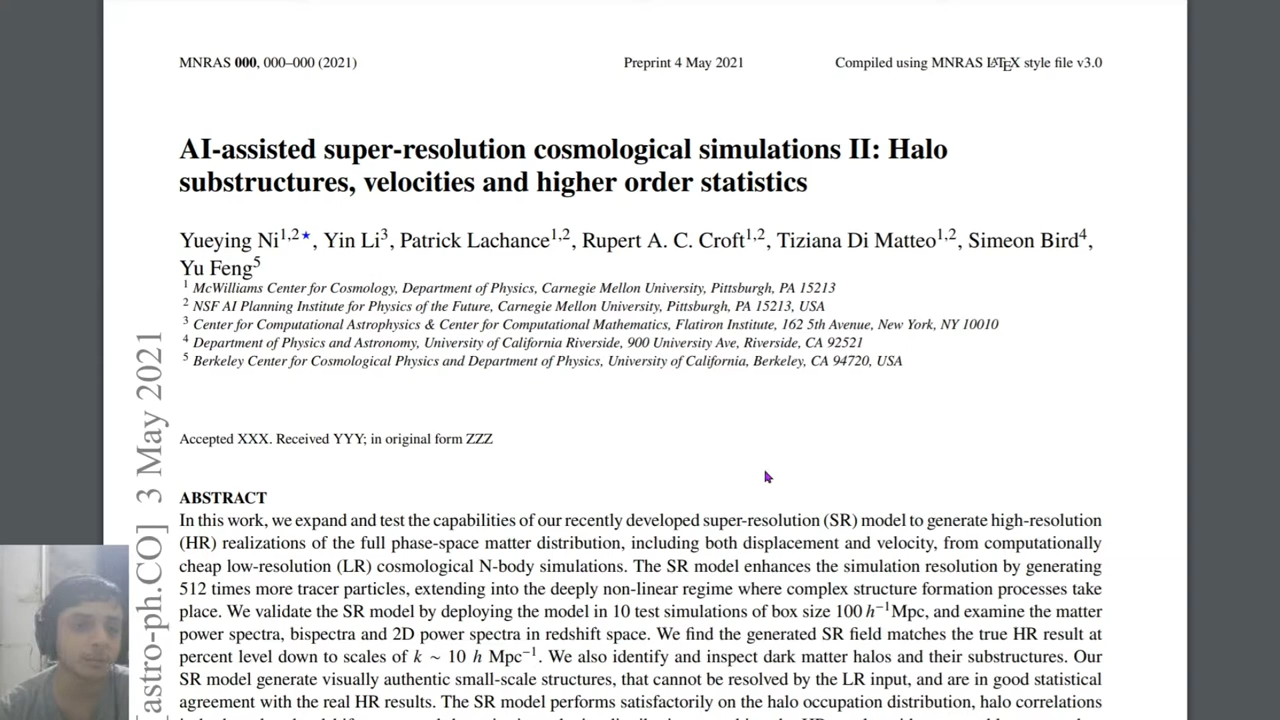 MNRAS 000, 000–000 (2021) Preprint 4 May 2021 Compiled using MNRAS LATEX style file v3.0
AI-assisted super-resolution cosmological simulations II: Halo
substructures, velocities and higher order statistics
Yueying Ni1,2⋆, Yin Li3, Patrick Lachance1,2, Rupert A. C. Croft1,2, Tiziana Di Matteo1,2, Simeon Bird4,
Yu Feng5
1 McWilliams Center for Cosmology, Department of Physics, Carnegie Mellon University, Pittsburgh, PA 15213
2 NSF AI Planning Institute for Physics of the Future, Carnegie Mellon University, Pittsburgh, PA 15213, USA
3 Center for Computational Astrophysics & Center for Computational Mathematics, Flatiron Institute, 162 5th Avenue, New York, NY 10010
4 Department of Physics and Astronomy, University of California Riverside, 900 University Ave, Riverside, CA 92521
5 Berkeley Center for Cosmological Physics and Department of Physics, University of California, Berkeley, CA 94720, USA
Accepted XXX. Received YYY; in original form ZZZ
ABSTRACT
In this work, we expand and test the capabilities of our recently developed super-resolution (SR) model to generate high-resolution
(HR) realizations of the full phase-space matter distribution, including both displacement and velocity, from computationally
cheap low-resolution (LR) cosmological N-body simulations. The SR model enhances the simulation resolution by generating
512 times more tracer particles, extending into the deeply non-linear regime where complex structure formation processes take
place. We validate the SR model by deploying the model in 10 test simulations of box size 100 h−1Mpc, and examine the matter
power spectra, bispectra and 2D power spectra in redshift space. We find the generated SR field matches the true HR result at
percent level down to scales of k ∼ 10 h Mpc−1. We also identify and inspect dark matter halos and their substructures. Our
SR model generate visually authentic small-scale structures, that cannot be resolved by the LR input, and are in good statistical
agreement with the real HR results. The SR model performs satisfactorily on the halo occupation distribution, halo correlations
[astro-ph.CO] 3 May 2021